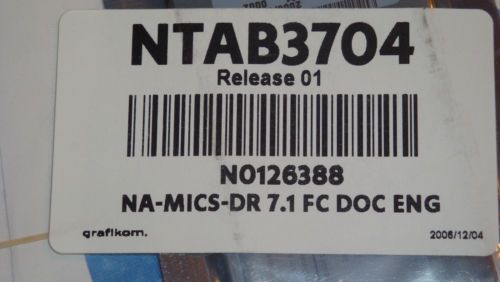 NTAB3704
Release 01
N0126388
NA-MICS-DR 7.1 FC DOC ENG
grafikom. 2006/12/04